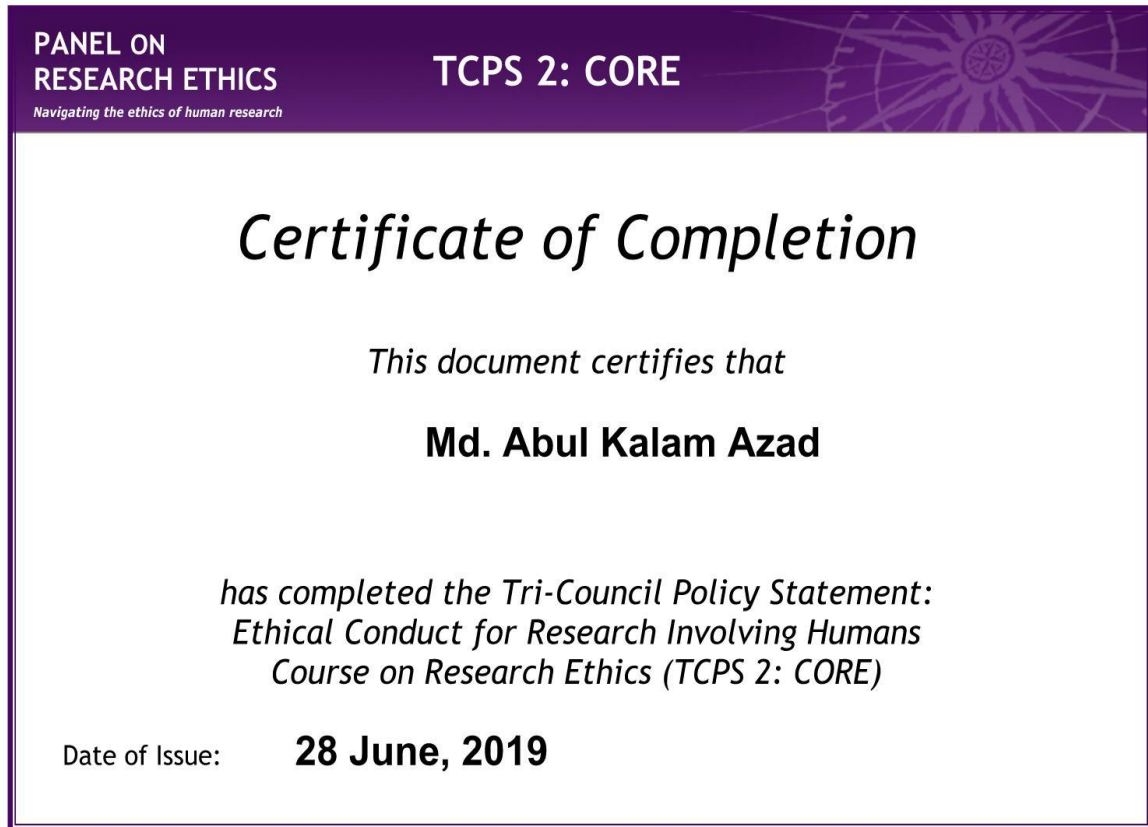 PANEL ON
RESEARCH ETHICS
Navigating the ethics of human research
TCPS 2: CORE
Certificate of Completion
This document certifies that
Md. Abul Kalam Azad
has completed the Tri-Council Policy Statement:
Ethical Conduct for Research Involving Humans
Course on Research Ethics (TCPS 2: CORE)
Date of Issue: 28 June, 2019